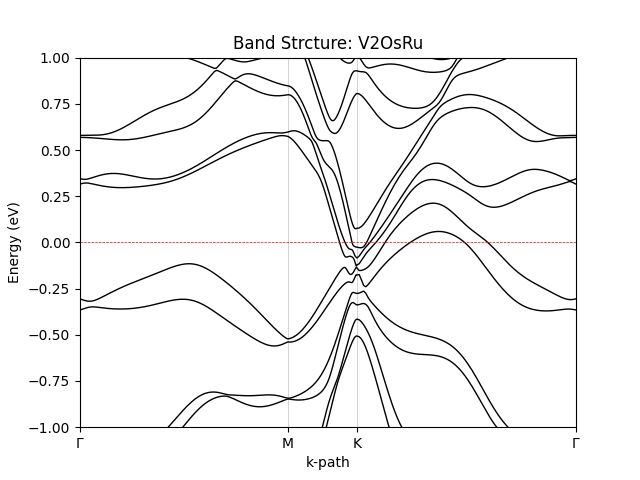 Band Strcture: V2OsRu
1.00
0.75
0.50
0.25
0.00
−0.25
−0.50
−0.75
−1.00
Energy (eV)
Γ
M
K
Γ
k-path